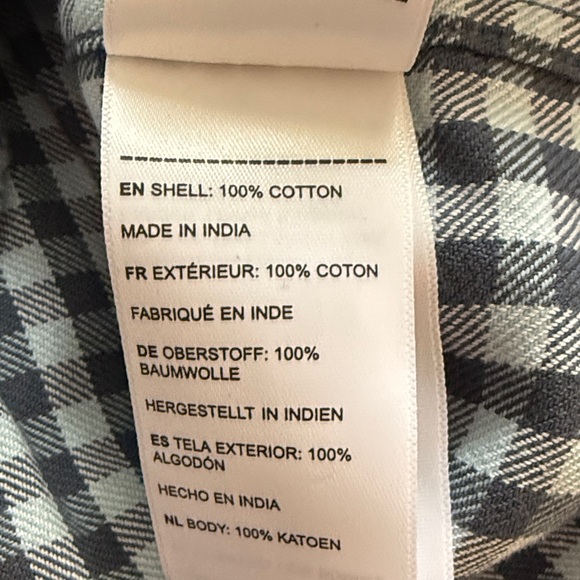 EN SHELL: 100% COTTON
MADE IN INDIA
FR EXTÉRIEUR: 100% COTON
FABRIQUÉ EN INDE
DE OBERSTOFF: 100%
BAUMWOLLE
HERGESTELLT IN INDIEN
ES TELA EXTERIOR: 100%
ALGODÓN
HECHO EN INDIA
NL BODY: 100% KATOEN